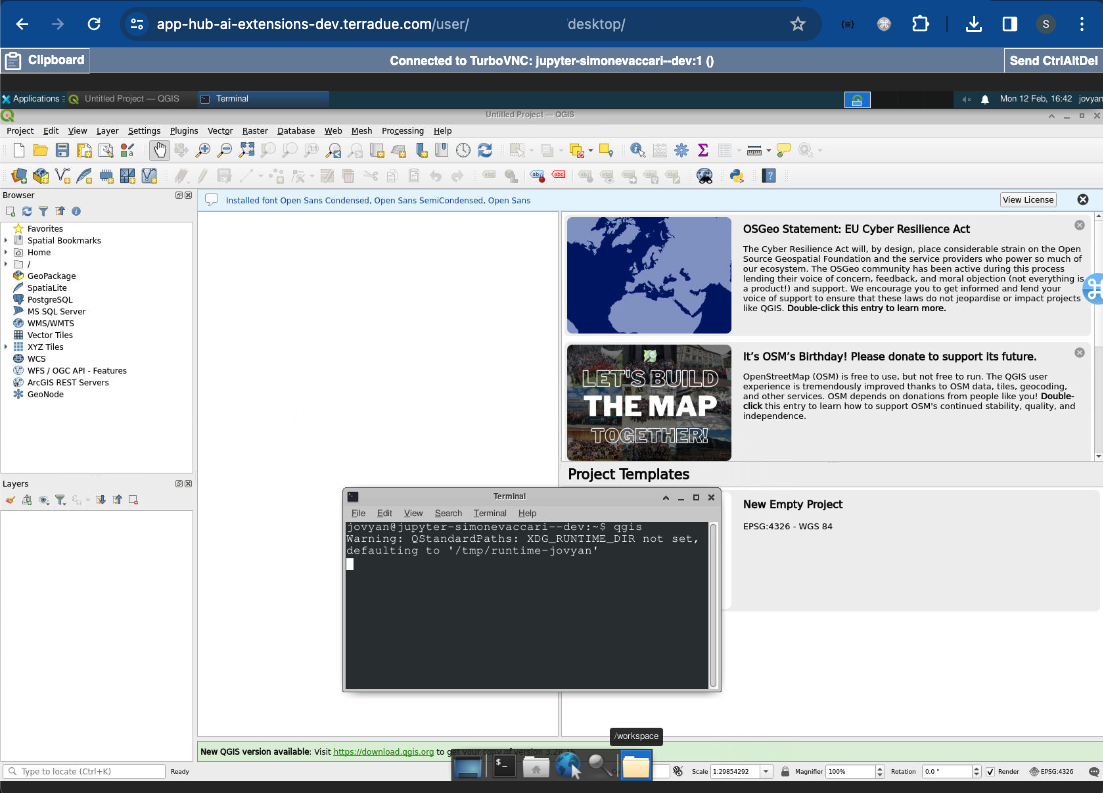 app-hub-ai-extensions-dev.terradue.com/user/ desktop/
S
Clipboard
Connected to TurboVNC: jupyter-simonevaccari--dev:1 ()
Send CtrlAltDel
Applications
Untitled Project — QGIS
Terminal
Mon 12 Feb, 16:42
jovyan
Untitled Project — QGIS
Project Edit View Layer Settings Plugins Vector Raster Database Web Mesh Processing Help
Browser
Installed font Open Sans Condensed, Open Sans SemiCondensed, Open Sans
View License
Favorites
Spatial Bookmarks
Home
/
GeoPackage
SpatiaLite
PostgreSQL
MS SQL Server
WMS/WMTS
Vector Tiles
XYZ Tiles
WCS
WFS / OGC API - Features
ArcGIS REST Servers
GeoNode
OSGeo Statement: EU Cyber Resilience Act
The Cyber Resilience Act will, by design, place considerable strain on the Open
Source Geospatial Foundation and the service providers who power so much of
our ecosystem. The OSGeo community has been active during this process
lending their voice of concern, feedback, and moral objection (not everything is
a product!) and support. We encourage you to get informed and lend your
voice of support to ensure that these laws do not jeopardise or impact projects
like QGIS. Double-click this entry to learn more.
LET'S BUILD
THE MAP
TOGETHER!
It's OSM's Birthday! Please donate to support its future.
OpenStreetMap (OSM) is free to use, but not free to run. The QGIS user
experience is tremendously improved thanks to OSM data, tiles, geocoding,
and other services. OSM depends on donations from people like you! Double-
click this entry to learn how to support OSM's continued stability, quality, and
independence.
Project Templates
New Empty Project
EPSG:4326 - WGS 84
Layers
Terminal
File Edit View Search Terminal Help
jovyan@jupyter-simonevaccari--dev:~$ qgis
Warning: QStandardPaths: XDG_RUNTIME_DIR not set,
defaulting to '/tmp/runtime-jovyan'
/workspace
New QGIS version available: Visit https://download.qgis.org to get your copy of version
Type to locate (Ctrl+K)
Ready
Scale 1:29854292
Magnifier 100%
Rotation 0.0 °
Render
EPSG:4326